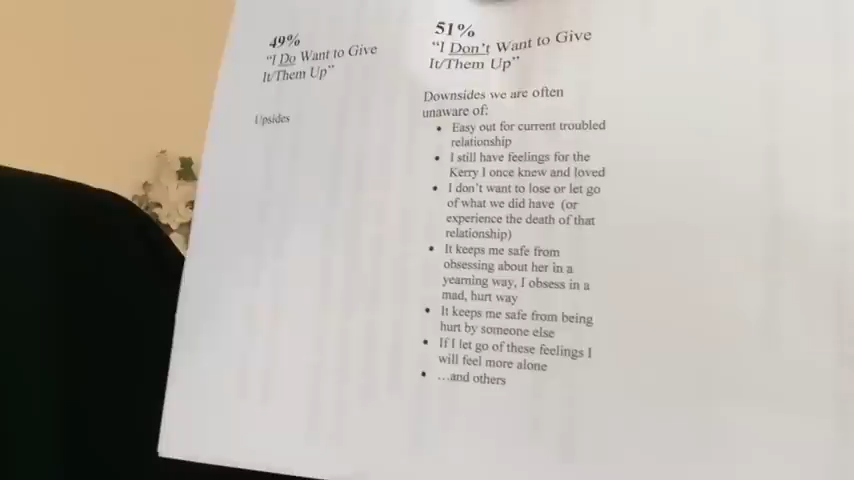 49%
"I Do Want to Give
It/Them Up"
Upsides
51%
"I Don't Want to Give
It/Them Up"
Downsides we are often
unaware of:
• Easy out for current troubled
relationship
• I still have feelings for the
Kerry I once knew and loved
• I don't want to lose or let go
of what we did have (or
experience the death of that
relationship)
• It keeps me safe from
obsessing about her in a
yearning way, I obsess in a
mad, hurt way
• It keeps me safe from being
hurt by someone else
• If I let go of these feelings I
will feel more alone
• …and others